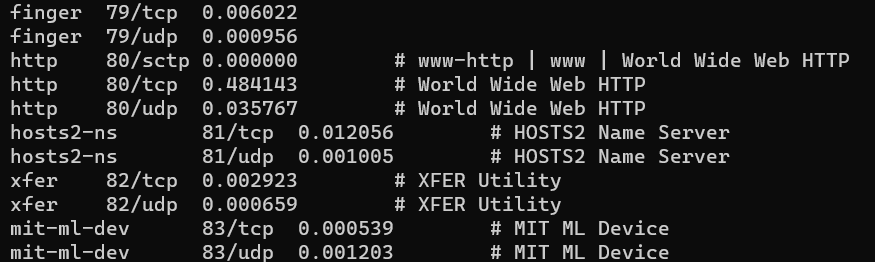 finger  79/tcp  0.006022
finger  79/udp  0.000956
http    80/sctp 0.000000        # www-http | www | World Wide Web HTTP
http    80/tcp  0.484143        # World Wide Web HTTP
http    80/udp  0.035767        # World Wide Web HTTP
hosts2-ns       81/tcp  0.012056        # HOSTS2 Name Server
hosts2-ns       81/udp  0.001005        # HOSTS2 Name Server
xfer    82/tcp  0.002923        # XFER Utility
xfer    82/udp  0.000659        # XFER Utility
mit-ml-dev      83/tcp  0.000539        # MIT ML Device
mit-ml-dev      83/udp  0.001203        # MIT ML Device